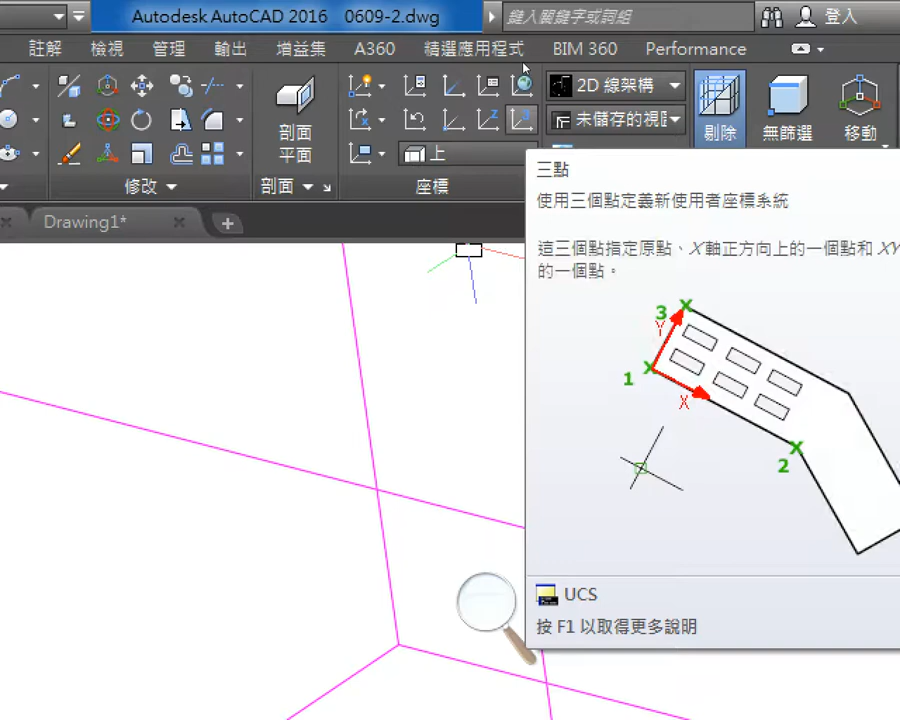 Autodesk AutoCAD 2016 0609-2.dwg
鍵入關鍵字或詞組
登入
註解 檢視 管理 輸出 增益集 A360 精選應用程式 BIM 360 Performance
2D 線架構
未儲存的視
剖面
平面
剔除 無篩選 移動
上
修改 剖面 座標
Drawing1*
三點
使用三個點定義新使用者座標系統
這三個點指定原點、X 軸正方向上的一個點和 XY
的一個點。
3
Y
1
X
2
UCS
按 F1 以取得更多說明